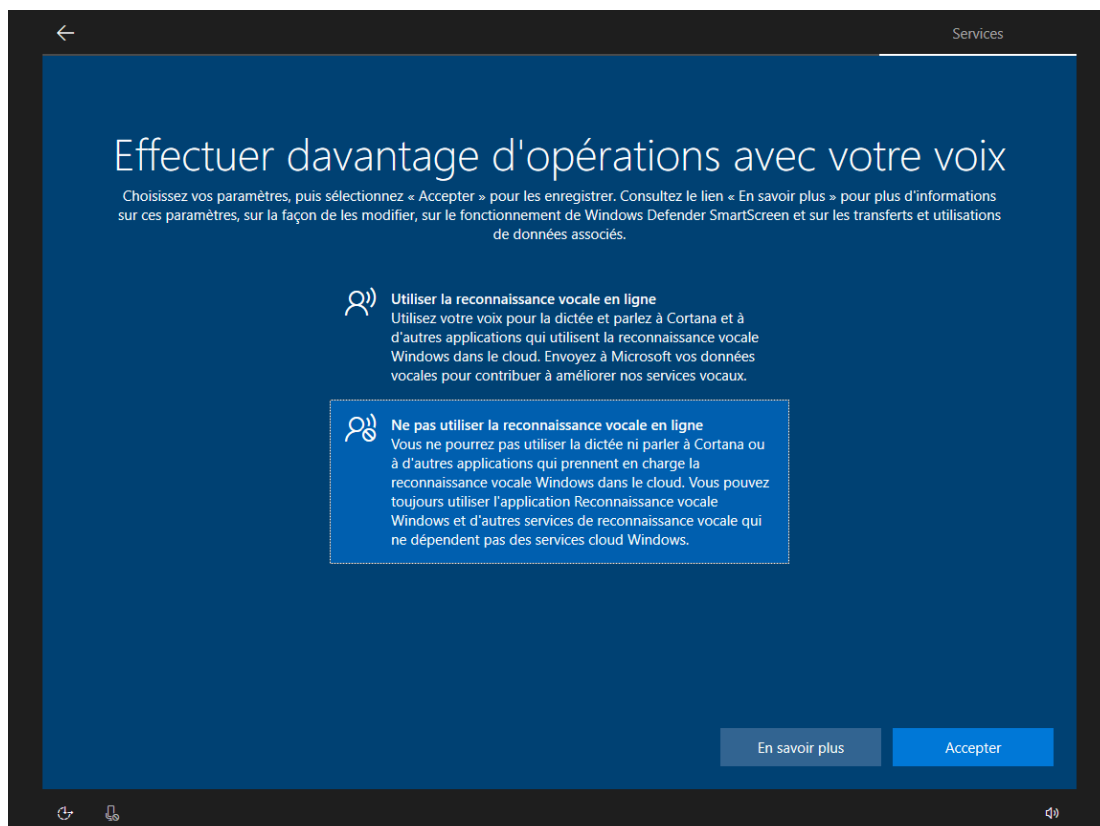 Services
Effectuer davantage d'opérations avec votre voix
Choisissez vos paramètres, puis sélectionnez « Accepter » pour les enregistrer. Consultez le lien « En savoir plus » pour plus d'informations
sur ces paramètres, sur la façon de les modifier, sur le fonctionnement de Windows Defender SmartScreen et sur les transferts et utilisations
de données associés.
Utiliser la reconnaissance vocale en ligne
Utilisez votre voix pour la dictée et parlez à Cortana et à
d'autres applications qui utilisent la reconnaissance vocale
Windows dans le cloud. Envoyez à Microsoft vos données
vocales pour contribuer à améliorer nos services vocaux.
Ne pas utiliser la reconnaissance vocale en ligne
Vous ne pourrez pas utiliser la dictée ni parler à Cortana ou
à d'autres applications qui prennent en charge la
reconnaissance vocale Windows dans le cloud. Vous pouvez
toujours utiliser l'application Reconnaissance vocale
Windows et d'autres services de reconnaissance vocale qui
ne dépendent pas des services cloud Windows.
En savoir plus
Accepter